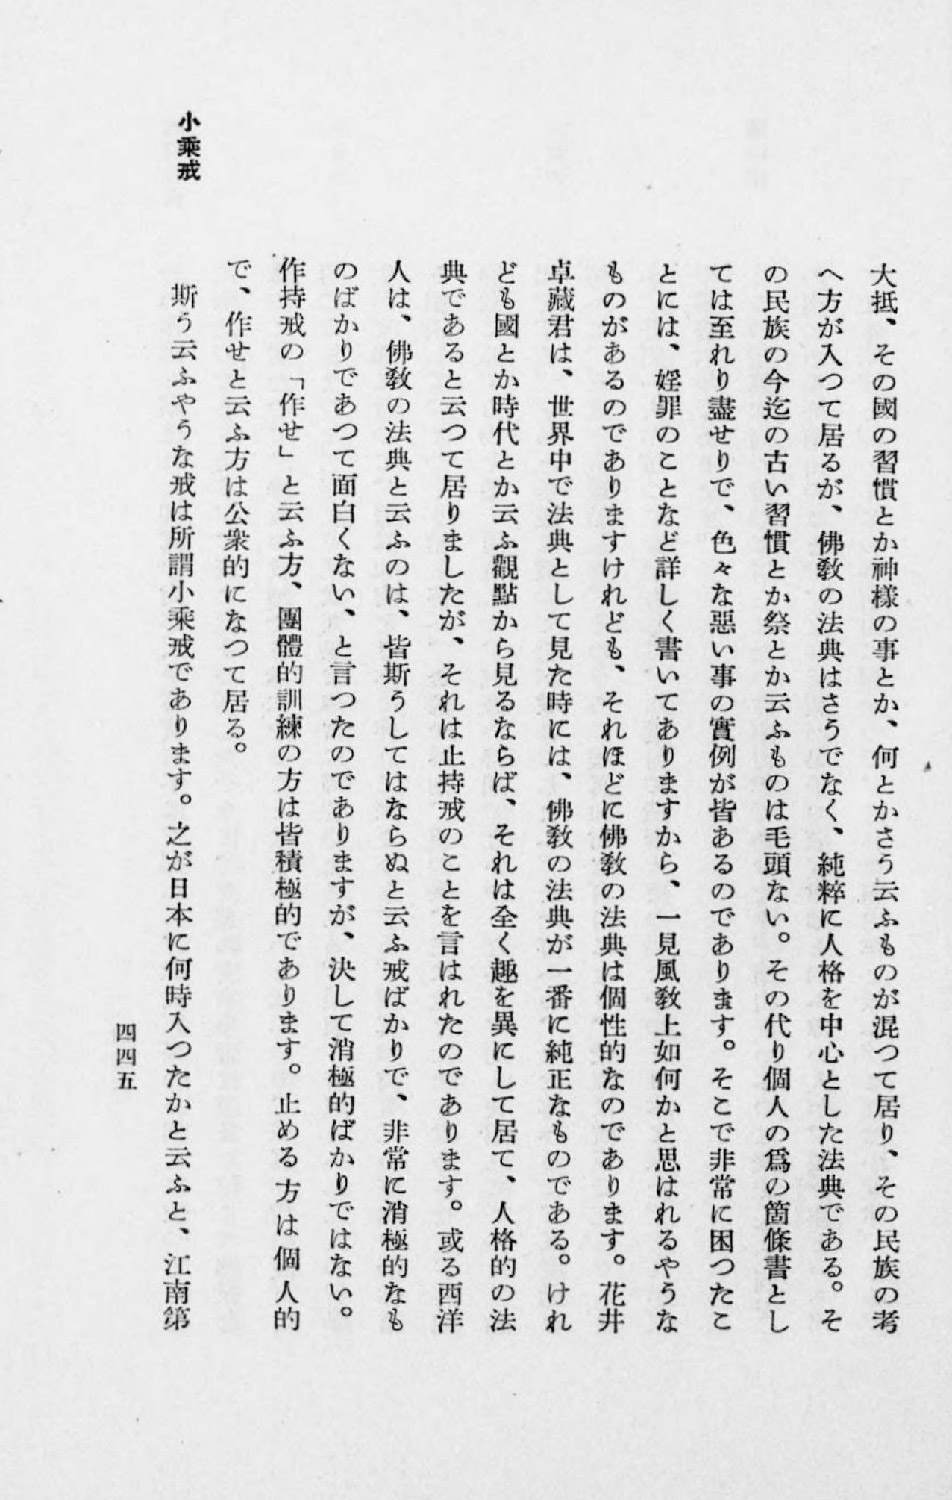 大抵、その國の習慣とか神樣の事とか、何とかさう云ふものが混つて居り、その民族の考
へ方が入つて居るが、佛敎の法典はさうでなく、純粹に人格を中心とした法典である。そ
の民族の今迄の古い習慣とか祭とか云ふものは毛頭ない。その代り個人の爲の箇條書とし
ては至れり盡せりで、色々な惡い事の實例が皆あるのであります。そこで非常に困つたこ
とには、婬罪のことなど詳しく書いてありますから、一見風敎上如何かと思はれるやうな
ものがあるのでありますけれども、それほどに佛敎の法典は個性的なのであります。花井
卓藏君は、世界中で法典として見た時には、佛敎の法典が一番に純正なものである。けれ
ども國とか時代とか云ふ觀點から見るならば、それは全く趣を異にして居て、人格的の法
典であると云つて居りましたが、それは止持戒のことを言はれたのであります。或る西洋
人は、佛敎の法典と云ふのは、皆斯うしてはならぬと云ふ戒ばかりで、非常に消極的なも
のばかりであつて面白くない、と言つたのでありますが、決して消極的ばかりではない。
作持戒の「作せ」と云ふ方、團體的訓練の方は皆積極的であります。止める方は個人的
で、作せと云ふ方は公衆的になつて居る。
斯う云ふやうな戒は所謂小乘戒であります。之が日本に何時入つたかと云ふと、江南第
小乘戒
四四五